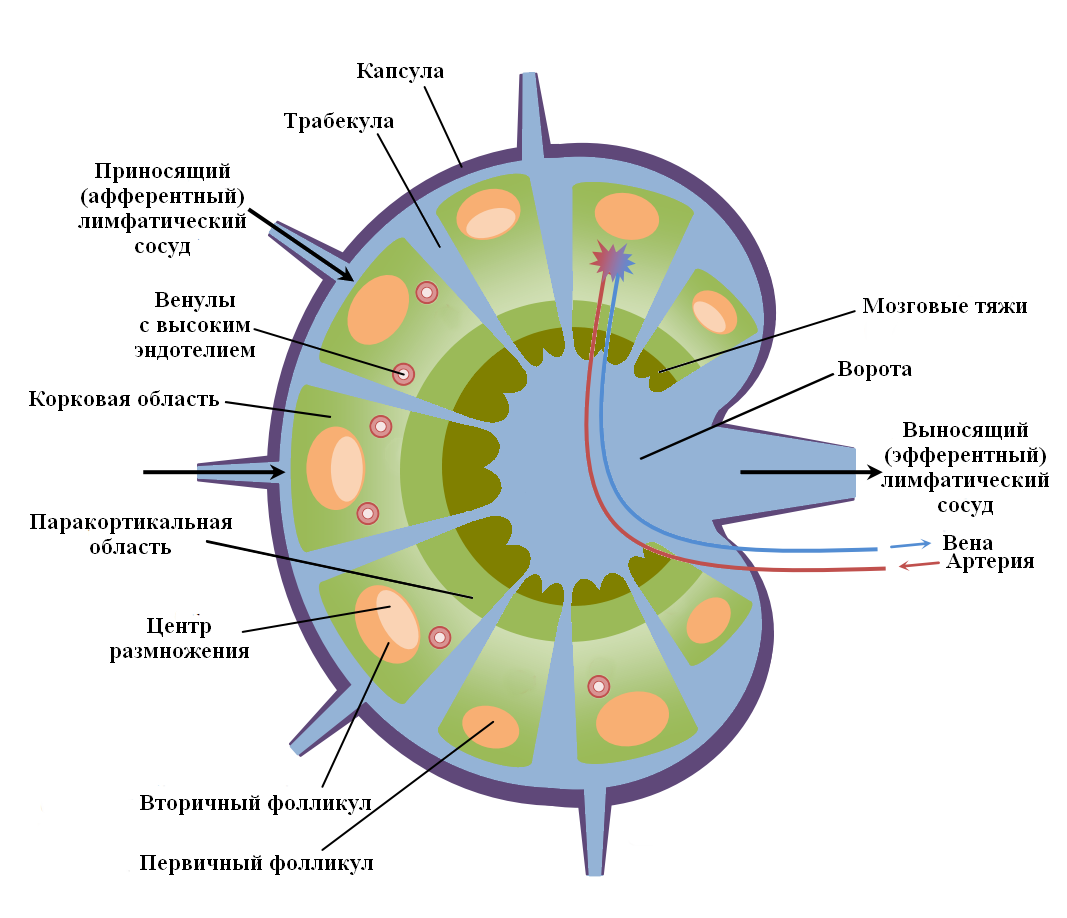 Капсула
Трабекула
Приносящий
(афферентный)
лимфатический
сосуд
Венулы
с высоким
эндотелием
Корковая область
Паракортикальная
область
Центр
размножения
Вторичный фолликул
Первичный фолликул
Мозговые тяжи
Ворота
Выносящий
(эфферентный)
лимфатический
сосуд
Вена
Артерия